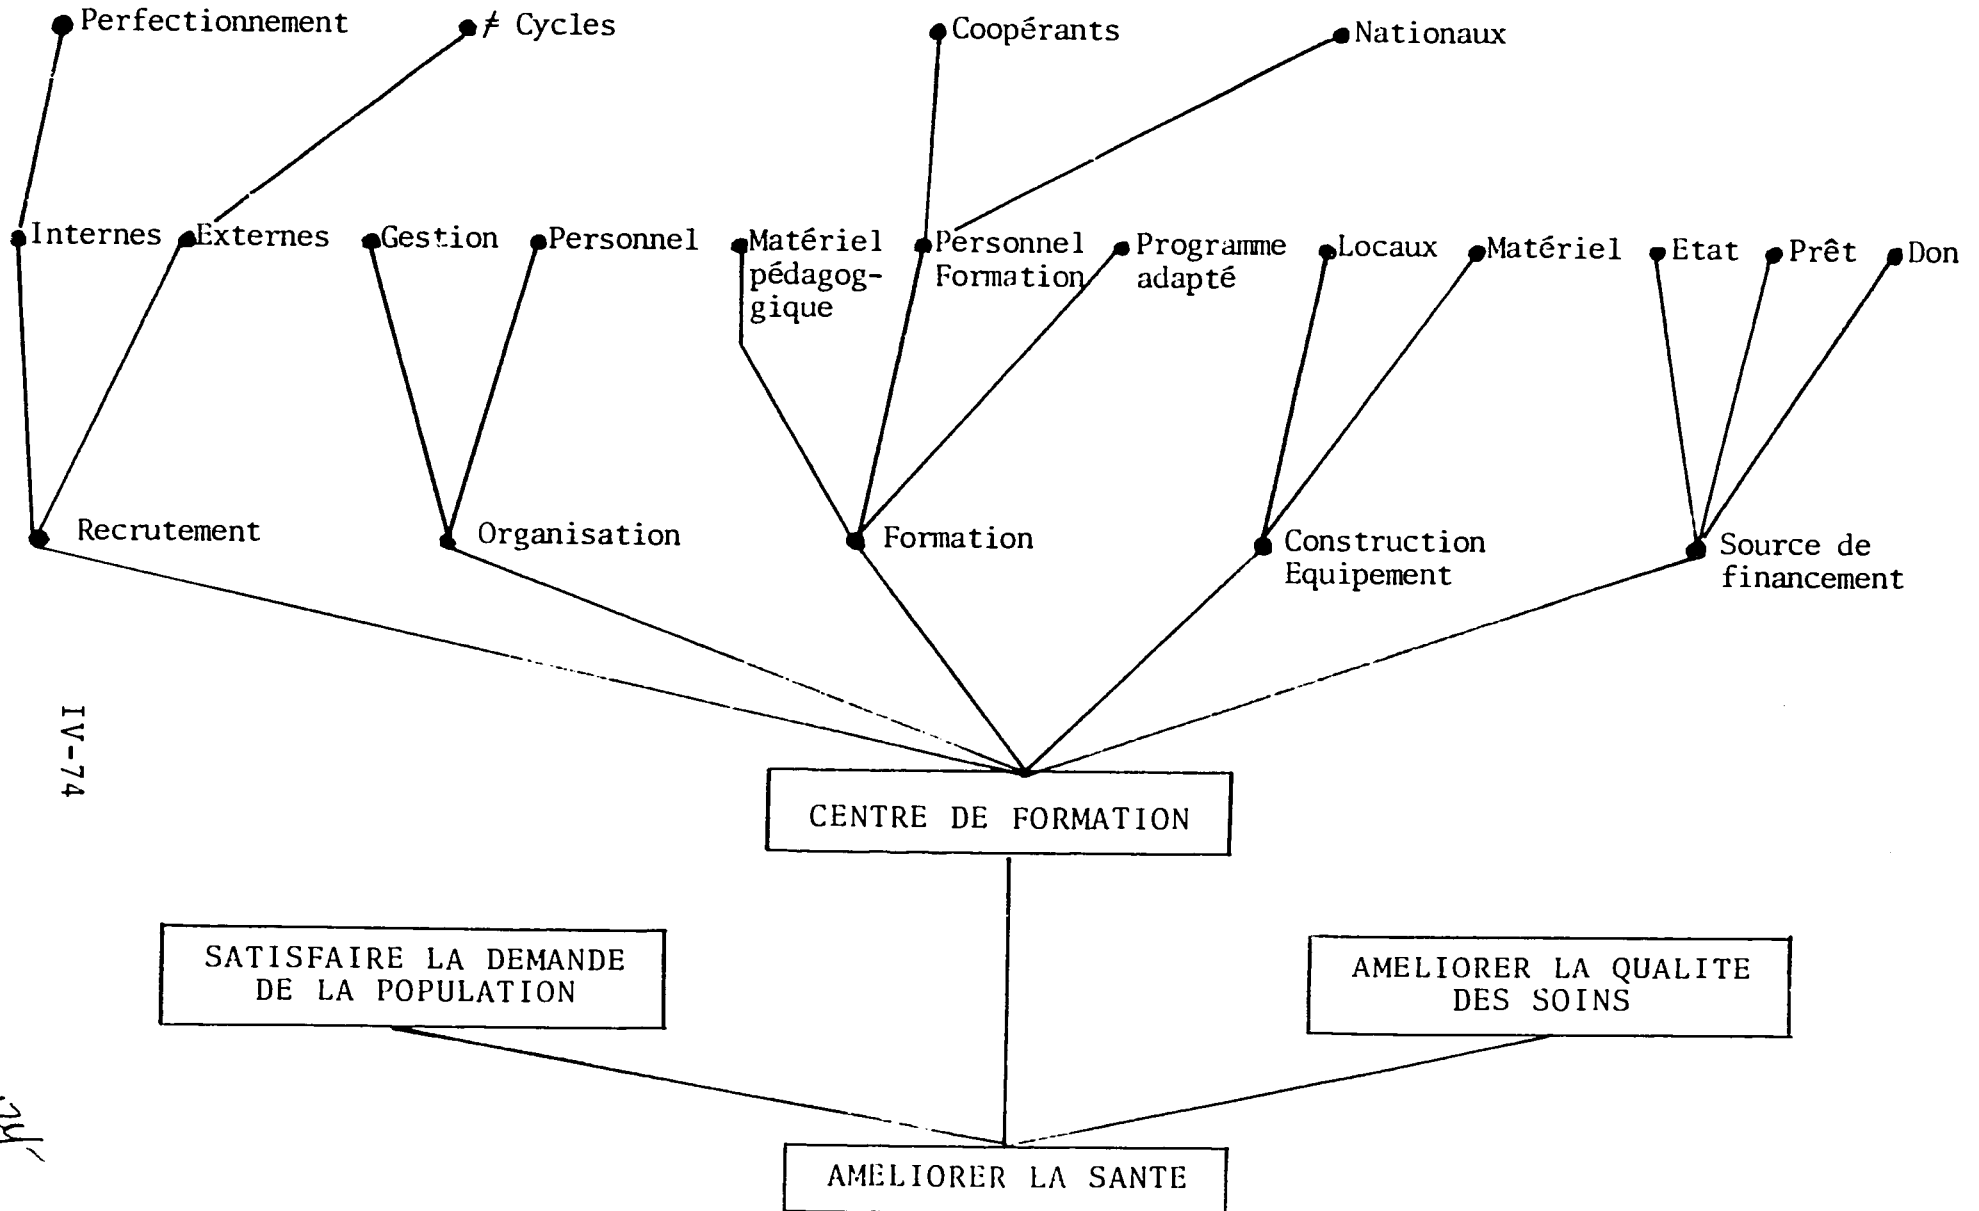 Perfectionnement
≠ Cycles
Coopérants
Nationaux
Internes
Externes
Gestion
Personnel
Matériel
pédagog-
gique
Personnel
Formation
Programme
adapté
Locaux
Matériel
Etat
Prêt
Don
Recrutement
Organisation
Formation
Construction
Equipement
Source de
financement
IV-74
CENTRE DE FORMATION
SATISFAIRE LA DEMANDE
DE LA POPULATION
AMELIORER LA QUALITE
DES SOINS
AMELIORER LA SANTE